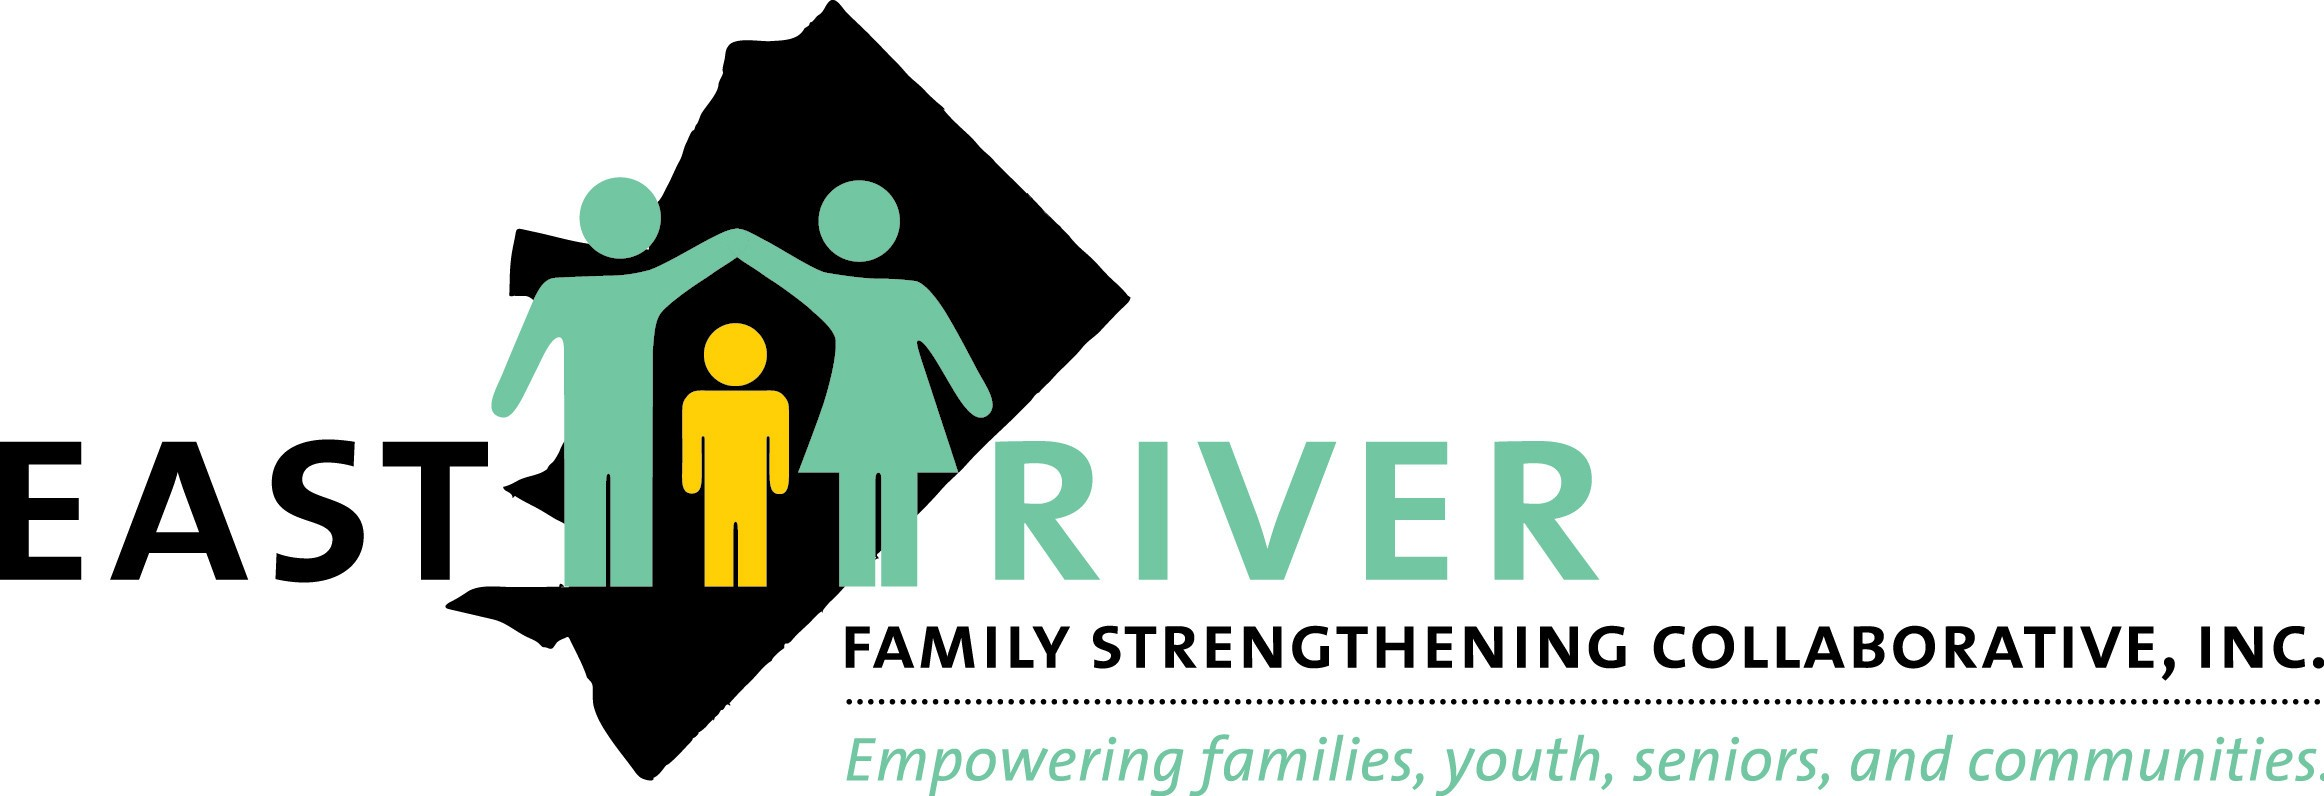 EAST RIVER
FAMILY STRENGTHENING COLLABORATIVE, INC.
Empowering families, youth, seniors, and communities.